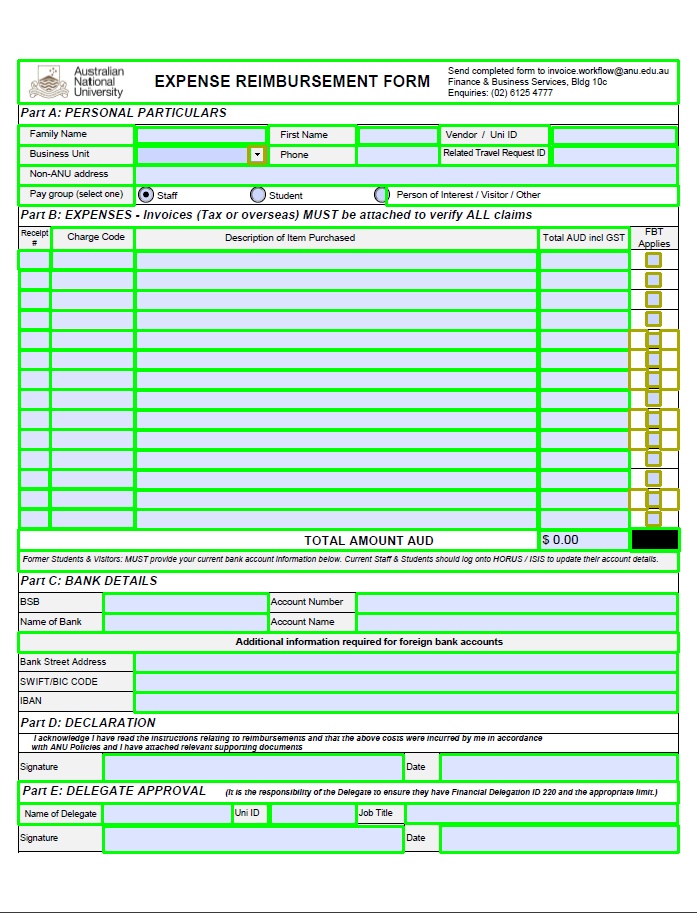 Australian
National
University
EXPENSE REIMBURSEMENT FORM
Send completed form to invoice.workflow@anu.edu.au
Finance & Business Services, Bldg 10c
Enquiries: (02) 6125 4777
Part A: PERSONAL PARTICULARS
Family Name First Name Vendor / Uni ID
Business Unit Phone Related Travel Request ID
Non-ANU address
Pay group (select one) Staff Student Person of Interest / Visitor / Other
Part B: EXPENSES - Invoices (Tax or overseas) MUST be attached to verify ALL claims
Receipt # Charge Code Description of Item Purchased Total AUD incl GST FBT Applies
TOTAL AMOUNT AUD $ 0.00
Former Students & Visitors: MUST provide your current bank account information below. Current Staff & Students should log onto HORUS / ISIS to update their account details.
Part C: BANK DETAILS
BSB Account Number
Name of Bank Account Name
Additional information required for foreign bank accounts
Bank Street Address
SWIFT/BIC CODE
IBAN
Part D: DECLARATION
I acknowledge I have read the instructions relating to reimbursements and that the above costs were incurred by me in accordance
with ANU Policies and I have attached relevant supporting documents
Signature Date
Part E: DELEGATE APPROVAL (It is the responsibility of the Delegate to ensure they have Financial Delegation ID 220 and the appropriate limit.)
Name of Delegate Uni ID Job Title
Signature Date